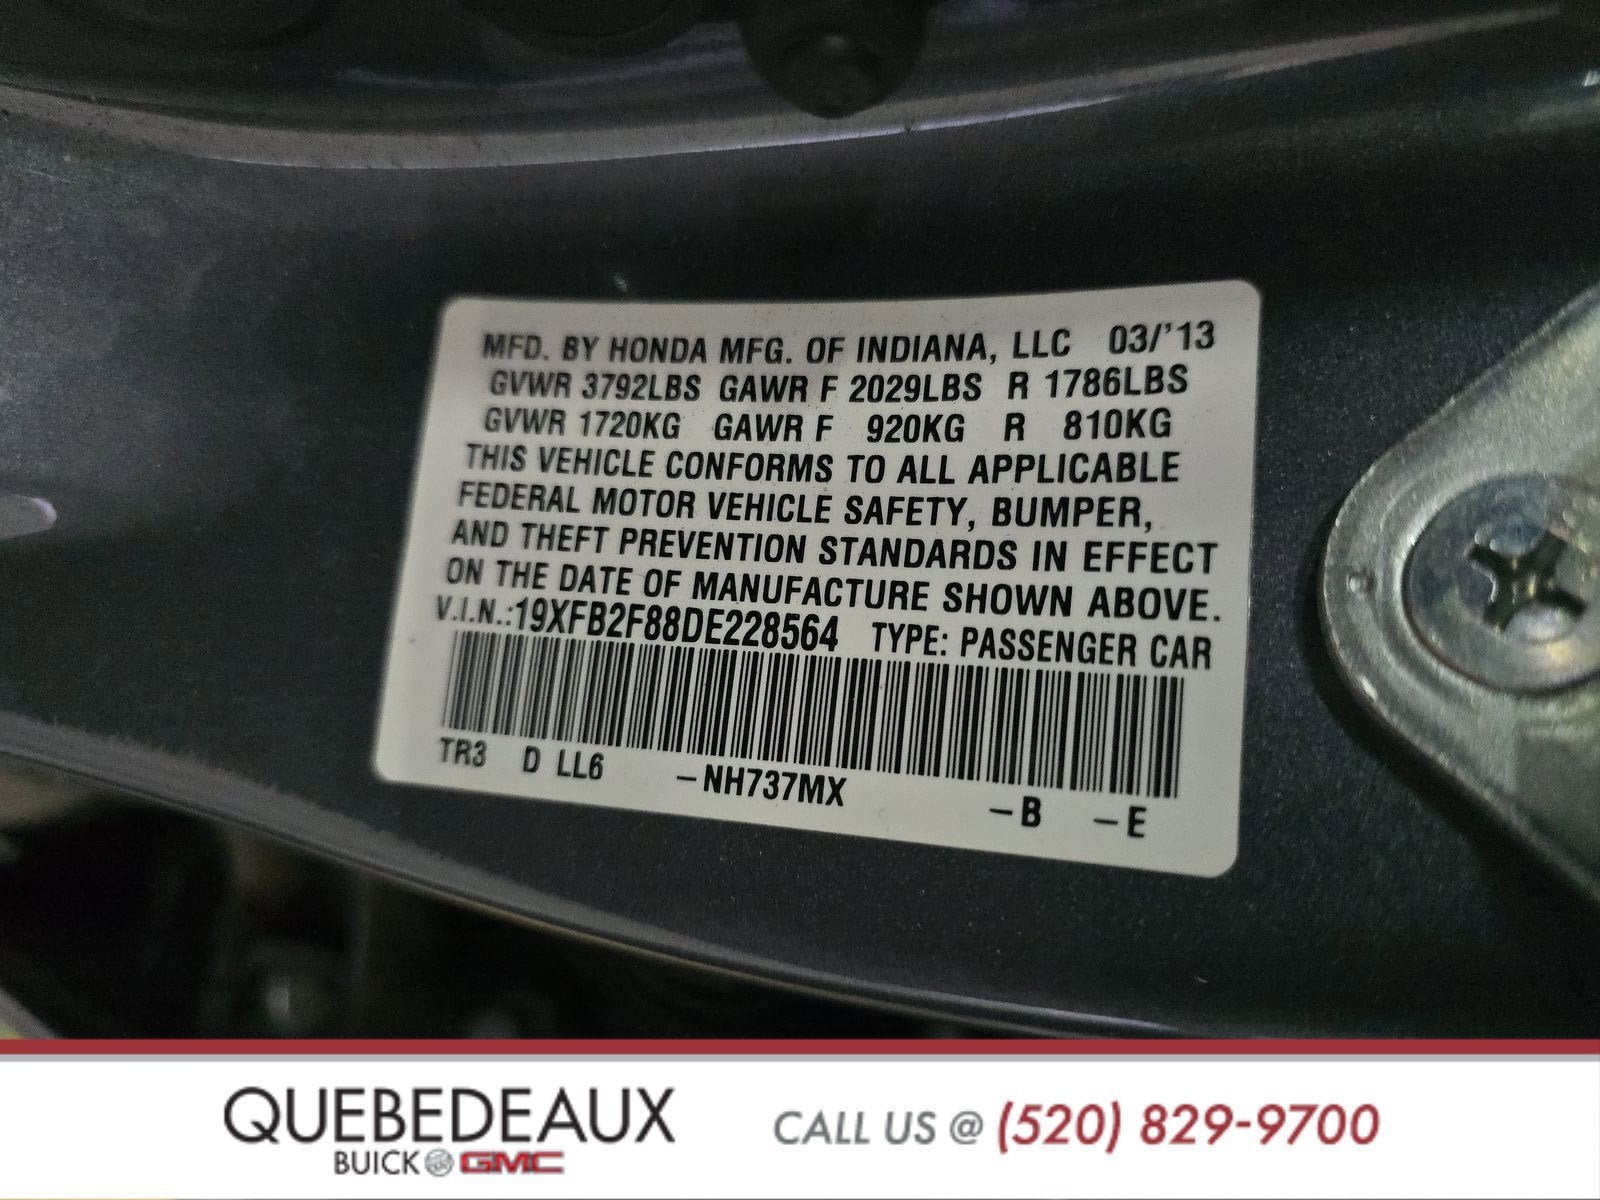 MFD. BY HONDA MFG. OF INDIANA, LLC 03/'13
GVWR 3792LBS GAWR F 2029LBS R 1786LBS
GVWR 1720KG GAWR F 920KG R 810KG
THIS VEHICLE CONFORMS TO ALL APPLICABLE
FEDERAL MOTOR VEHICLE SAFETY, BUMPER,
AND THEFT PREVENTION STANDARDS IN EFFECT
ON THE DATE OF MANUFACTURE SHOWN ABOVE.
V.I.N.:19XFB2F88DE228564 TYPE: PASSENGER CAR
TR3 D LL6 -NH737MX -B -E
QUEBEDEAUX
BUICK GMC
CALL US @ (520) 829-9700